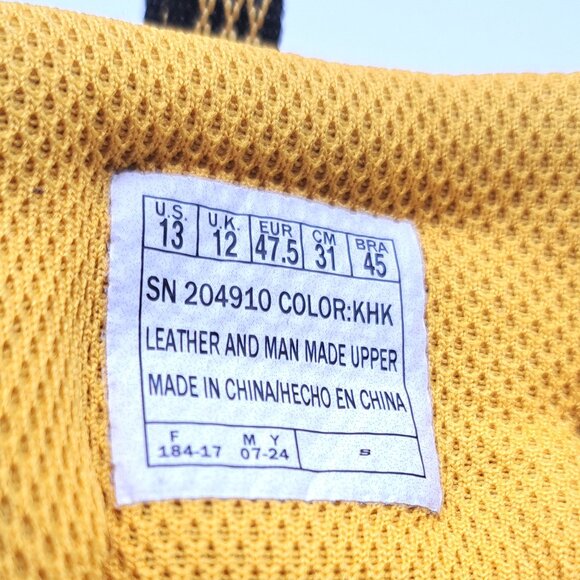 U.S. U.K. EUR CM BRA
13 12 47.5 31 45
SN 204910 COLOR:KHK
LEATHER AND MAN MADE UPPER
MADE IN CHINA/HECHO EN CHINA
F M Y
184-17 07-24 S